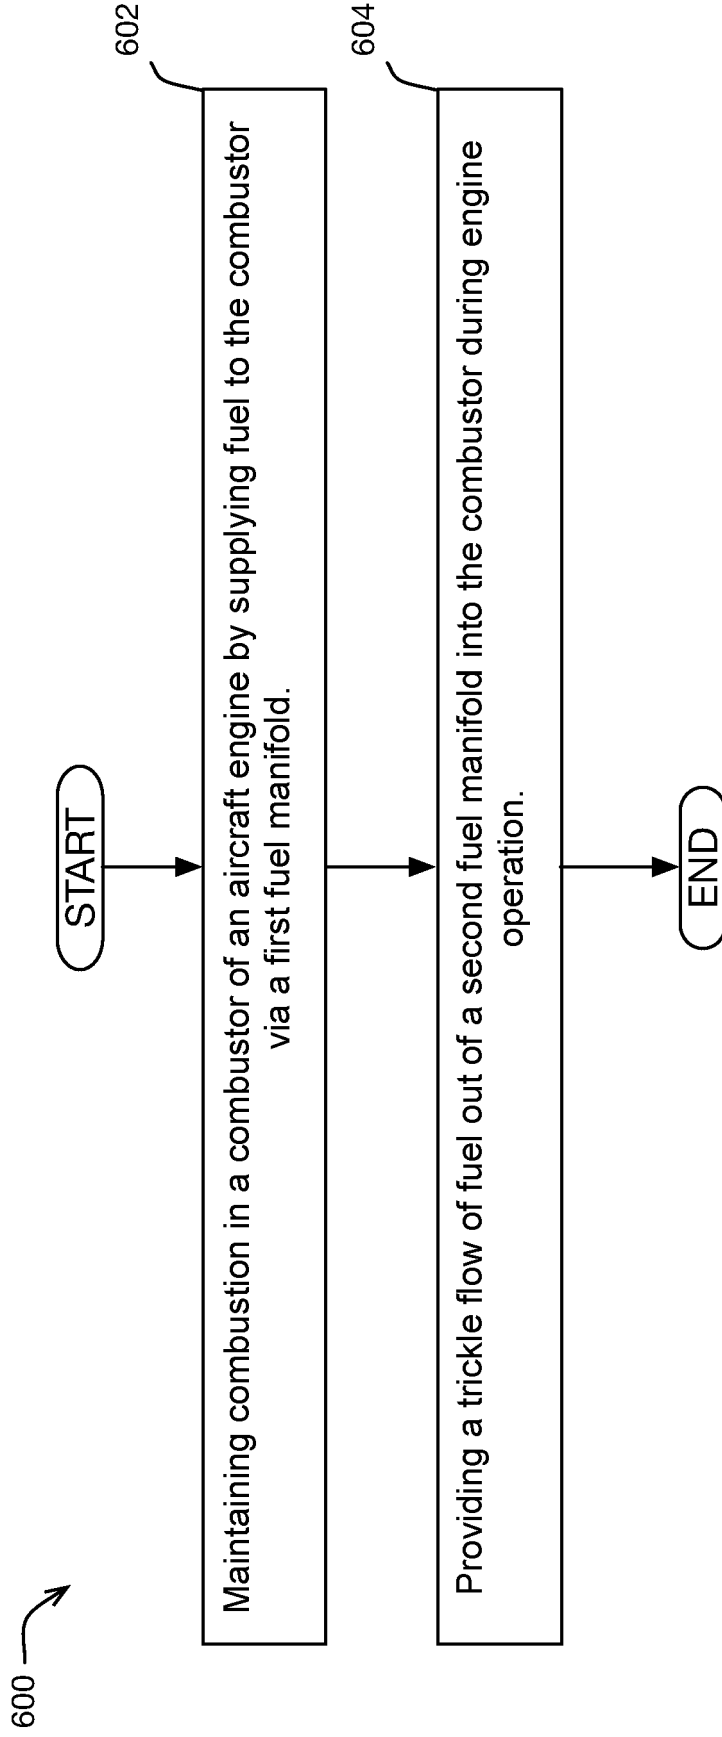 600
START
602
Maintaining combustion in a combustor of an aircraft engine by supplying fuel to the combustor
via a first fuel manifold.
604
Providing a trickle flow of fuel out of a second fuel manifold into the combustor during engine
operation.
END